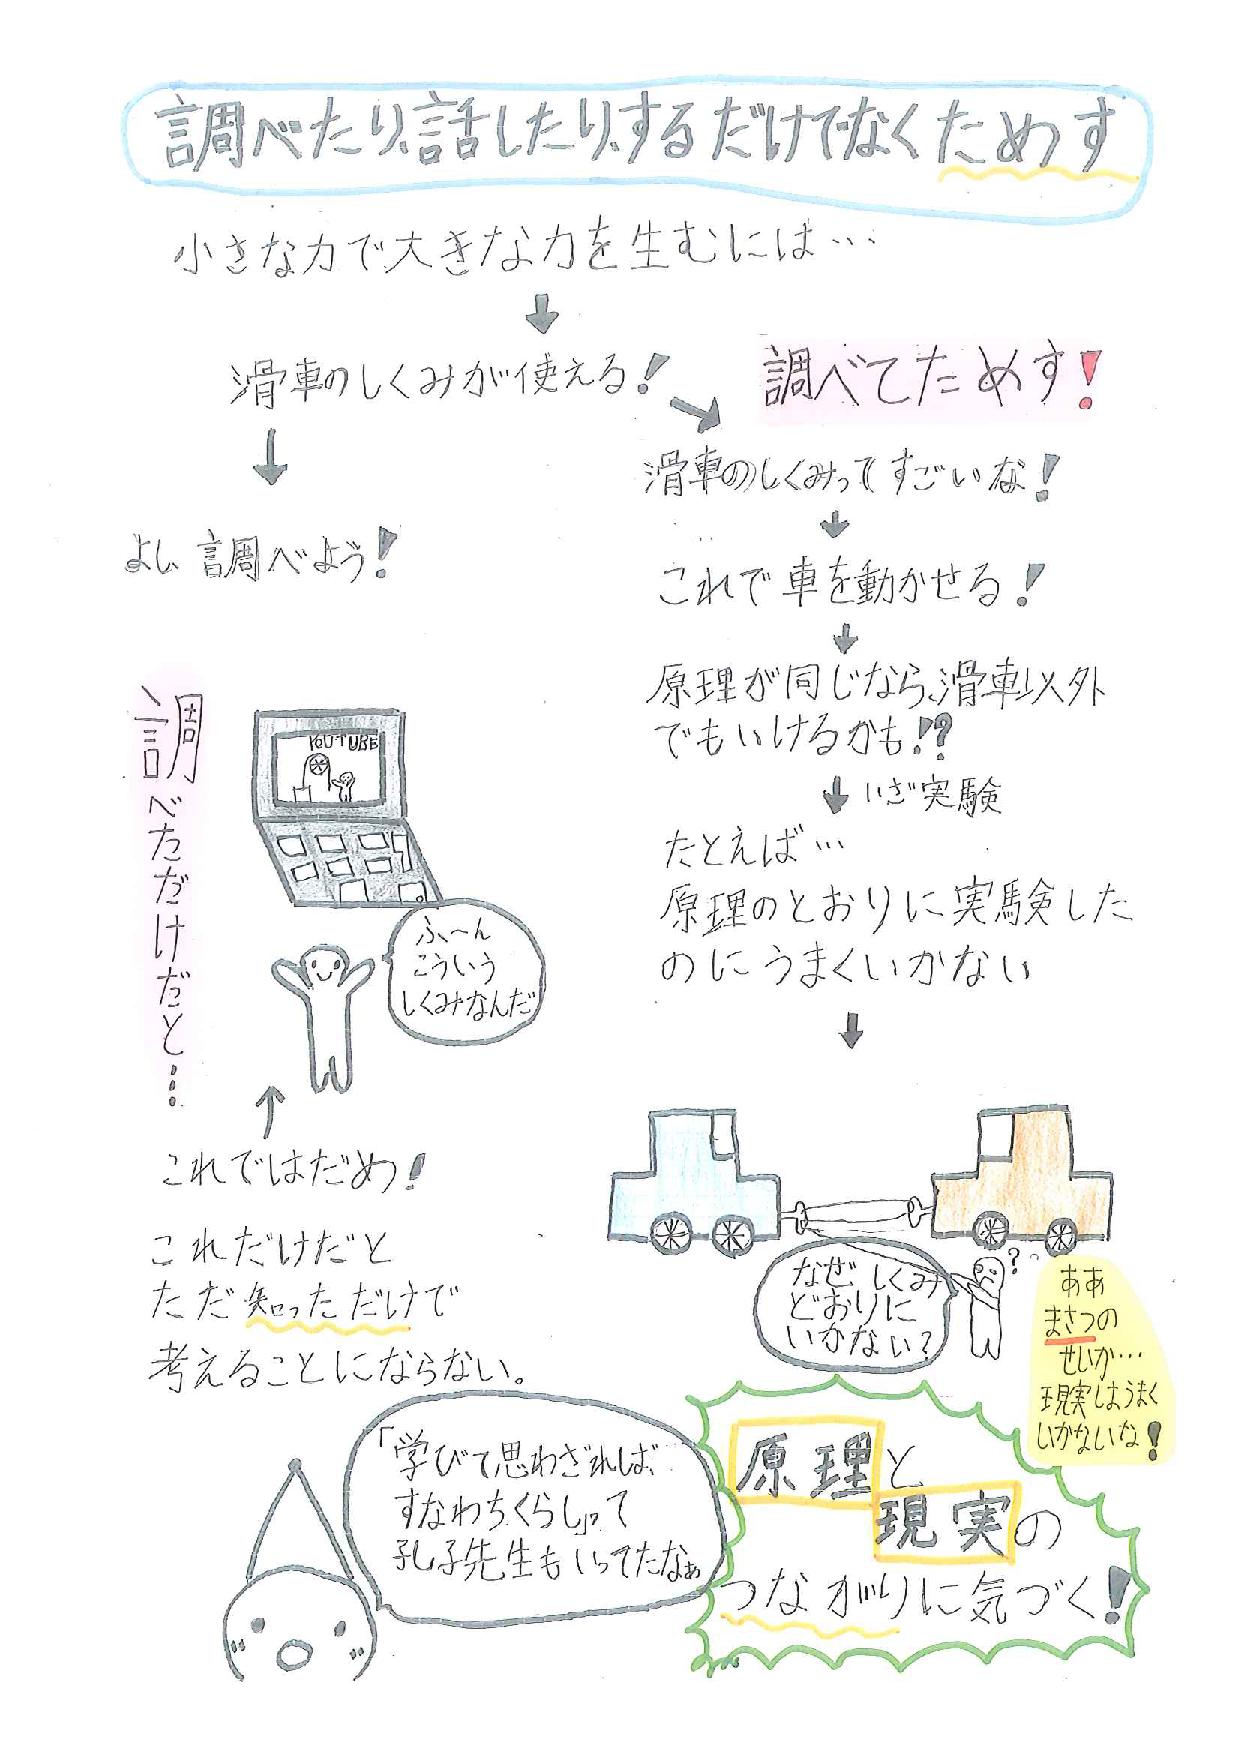 調べたり、話したり、するだけでなくためす
小さな力で大きな力を生むには…
滑車のしくみが使える!
よし、調べよう!
調べただけだと…
YOUTUBE
ふ〜ん
こういう
しくみなんだ
これではだめ!
これだけだと
ただ知っただけで
考えることにならない。
調べてためす!
滑車のしくみってすごいな!
これで車を動かせる!
原理が同じなら、滑車以外
でもいけるかも!?
いざ実験
たとえば…
原理のとおりに実験した
のにうまくいかない
なぜしくみ
どおりに
いかない?
?
ああ
まさつの
せいか…
現実はうまく
いかないな!
「学びて思わざれば、
すなわちくらし」って
孔子先生もいってたなぁ
原理と
現実の
つながりに気づく!